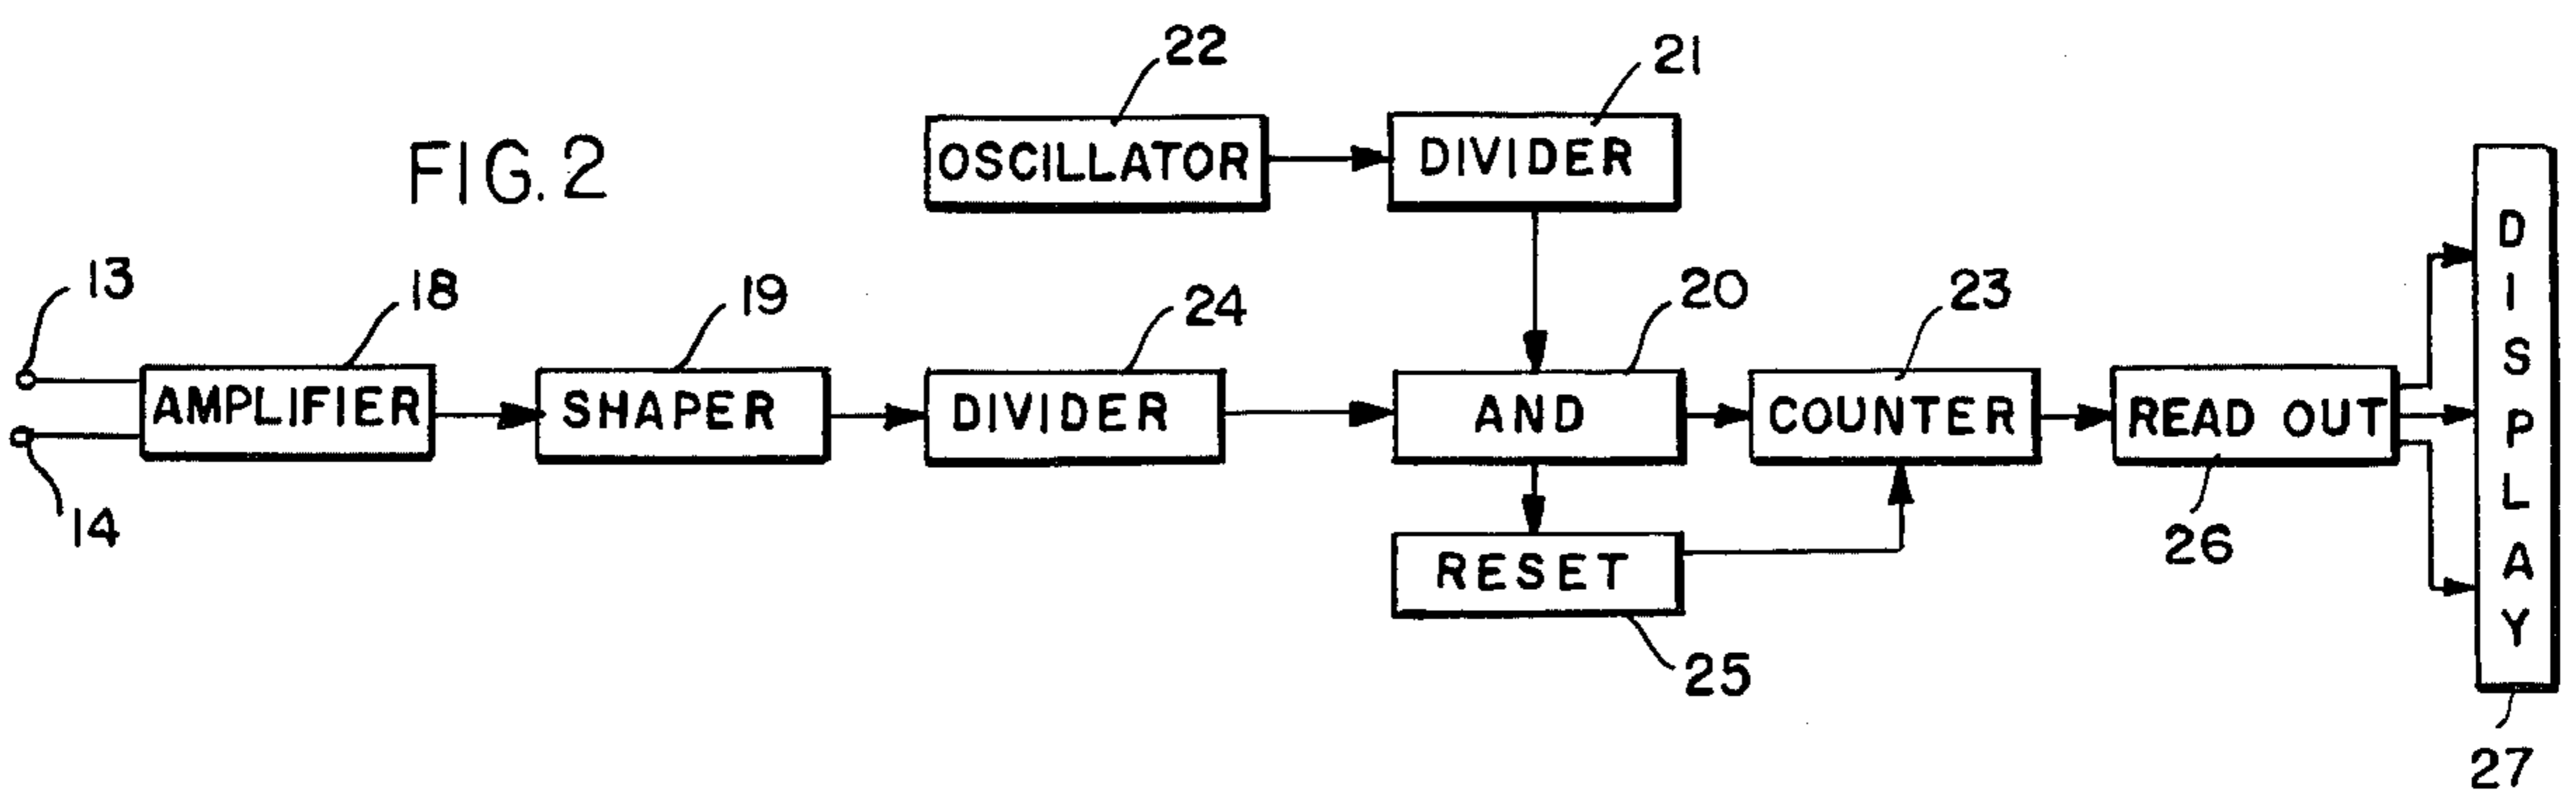 22
21
OSCILLATOR
DIVIDER
FIG. 2
13
18
19
24
20
23
AMPLIFIER
SHAPER
DIVIDER
AND
COUNTER
READ OUT
DISPLAY
14
RESET
26
25
27